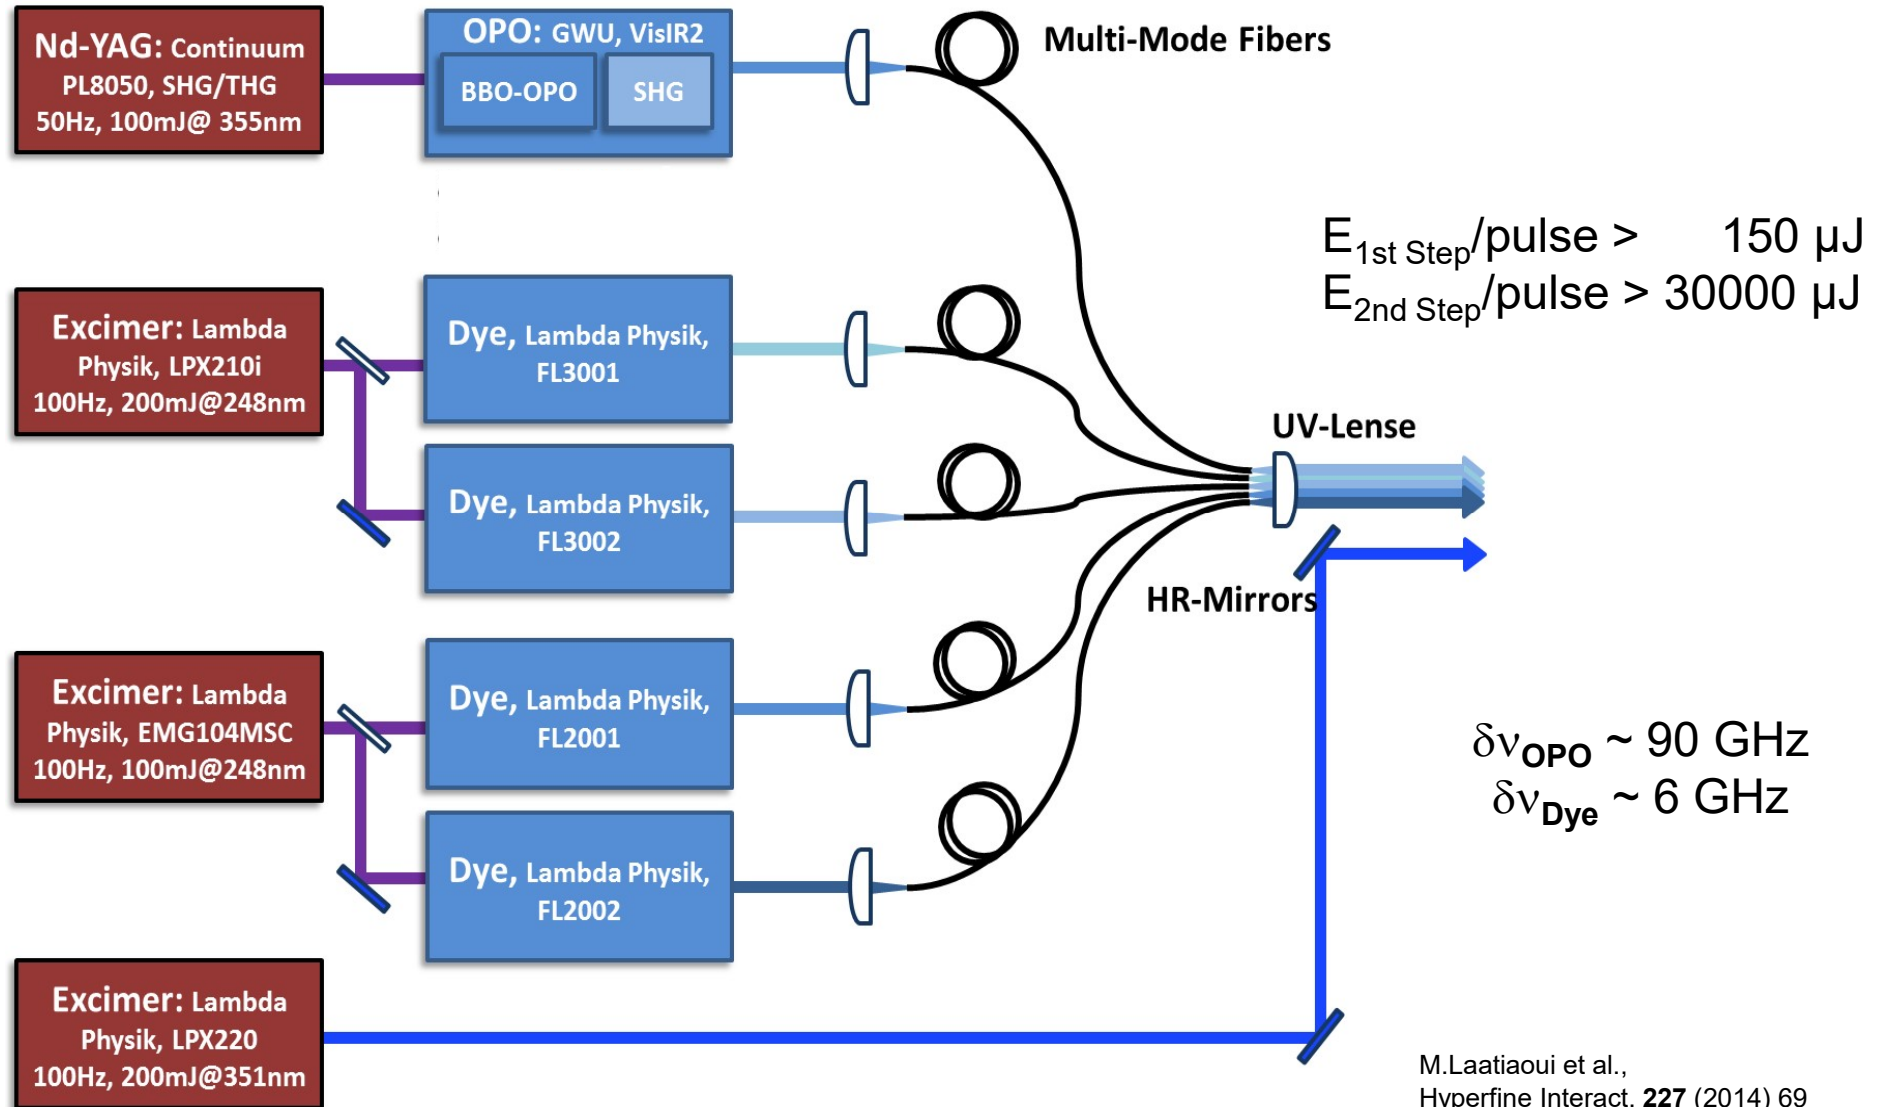 Nd-YAG: Continuum
PL8050, SHG/THG
50Hz, 100mJ@ 355nm
OPO: GWU, VisIR2
BBO-OPO
SHG
Multi-Mode Fibers
E1st Step/pulse > 150 µJ
E2nd Step/pulse > 30000 µJ
Excimer: Lambda
Physik, LPX210i
100Hz, 200mJ@248nm
Dye, Lambda Physik,
FL3001
Dye, Lambda Physik,
FL3002
UV-Lense
HR-Mirrors
Excimer: Lambda
Physik, EMG104MSC
100Hz, 100mJ@248nm
Dye, Lambda Physik,
FL2001
Dye, Lambda Physik,
FL2002
δνOPO ~ 90 GHz
δνDye ~ 6 GHz
Excimer: Lambda
Physik, LPX220
100Hz, 200mJ@351nm
M.Laatiaoui et al.,
Hyperfine Interact. 227 (2014) 69